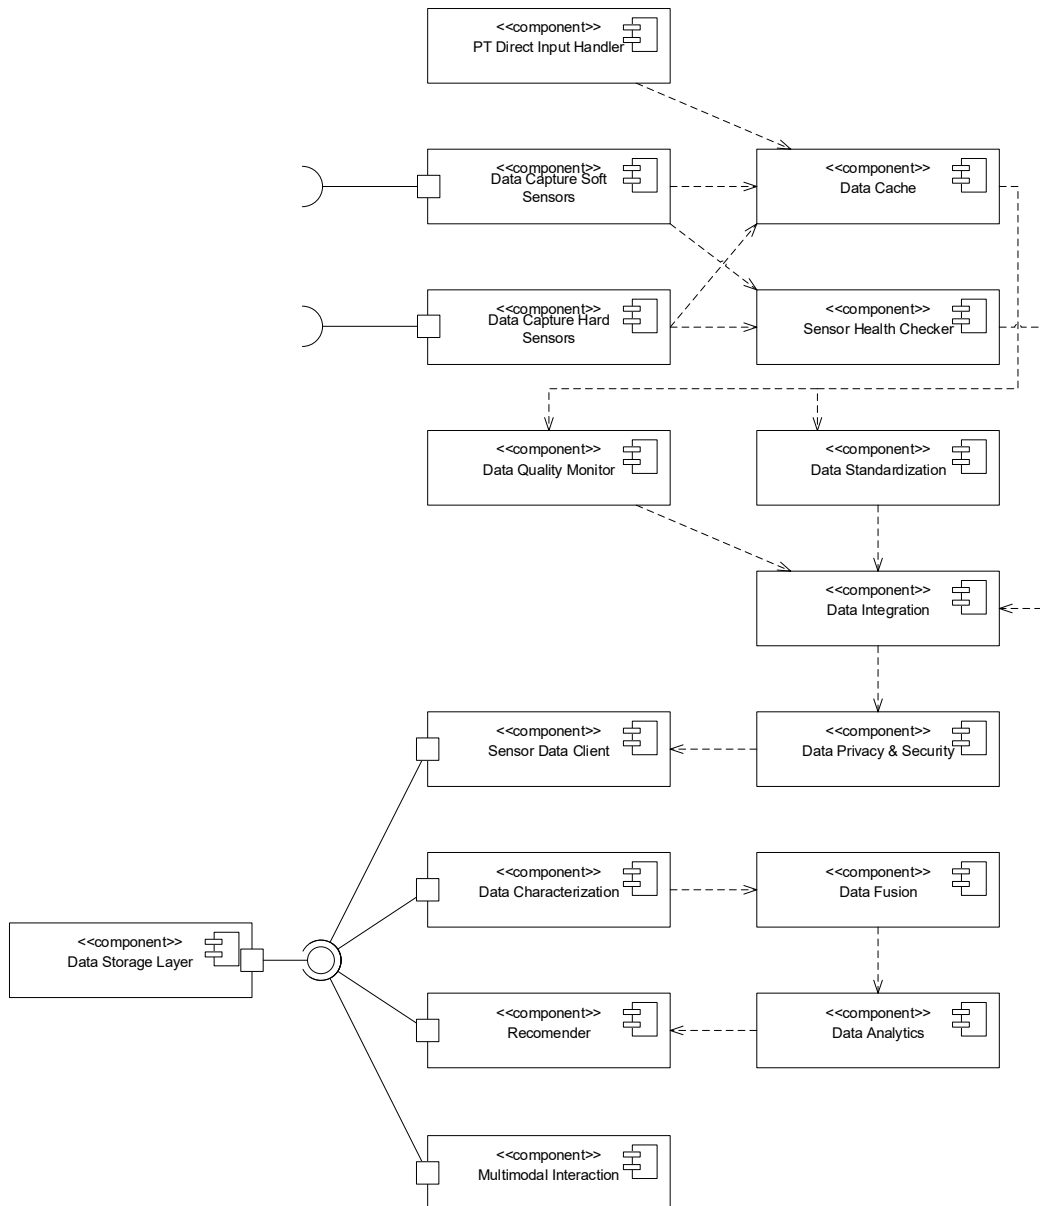 <<component>>
PT Direct Input Handler
<<component>>
Data Capture Soft
Sensors
<<component>>
Data Cache
<<component>>
Data Capture Hard
Sensors
<<component>>
Sensor Health Checker
<<component>>
Data Quality Monitor
<<component>>
Data Standardization
<<component>>
Data Integration
<<component>>
Sensor Data Client
<<component>>
Data Privacy & Security
<<component>>
Data Characterization
<<component>>
Data Fusion
<<component>>
Data Storage Layer
<<component>>
Recomender
<<component>>
Data Analytics
<<component>>
Multimodal Interaction